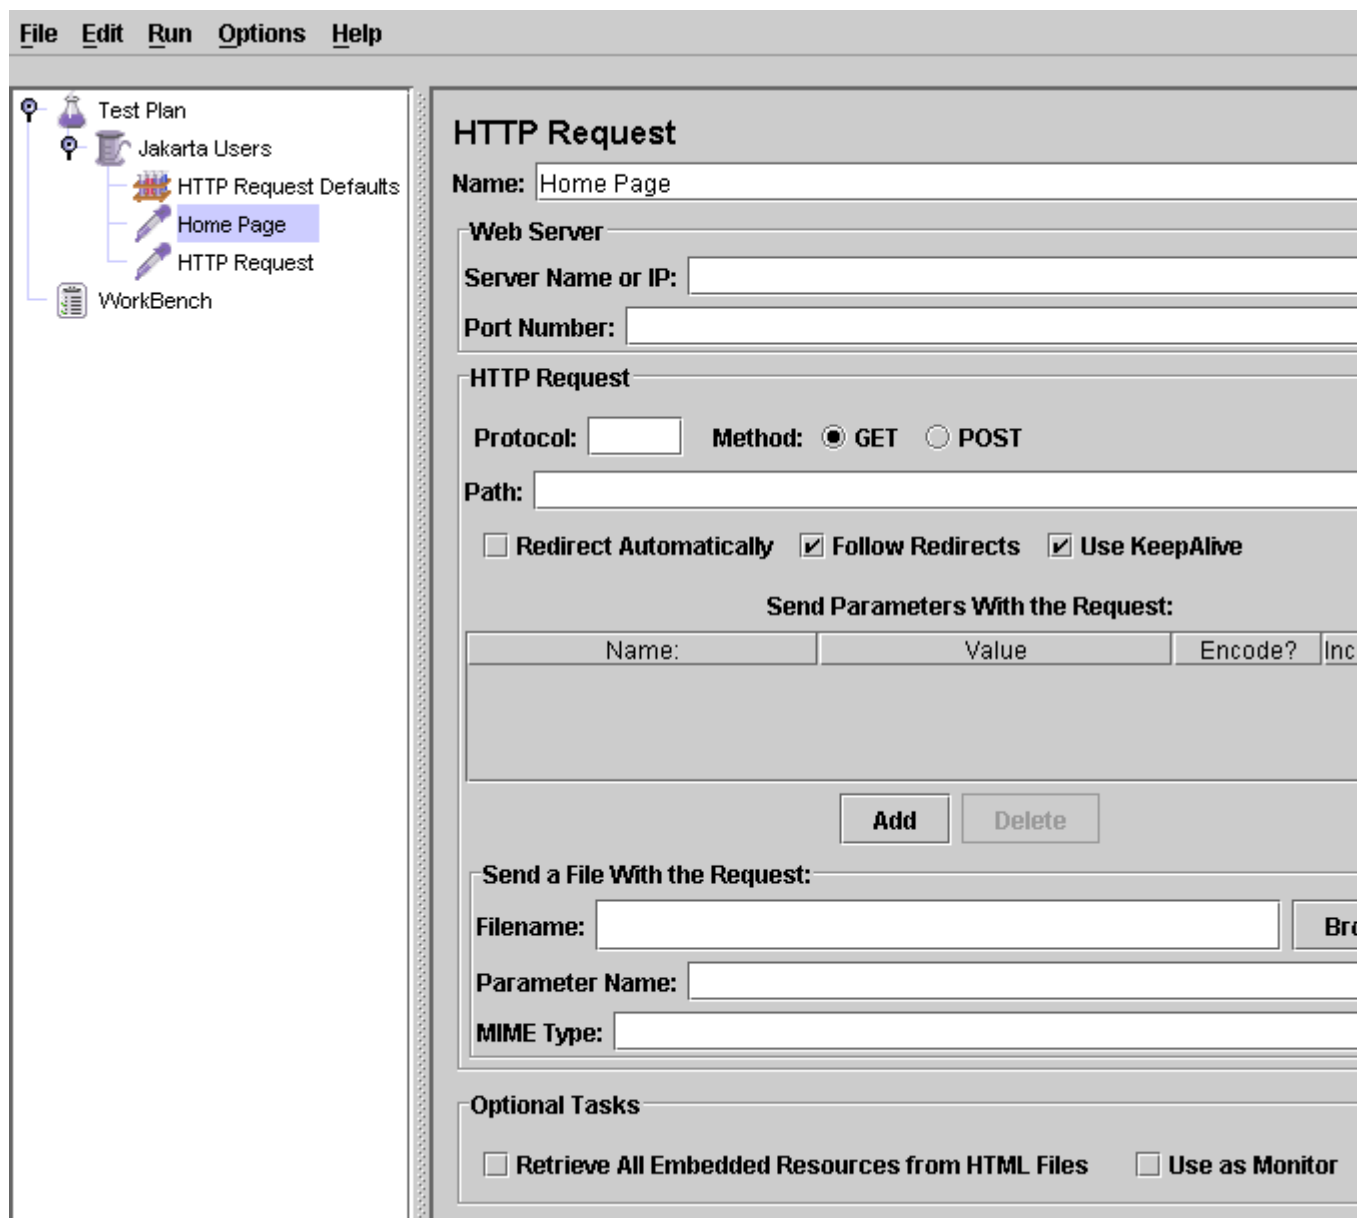 File Edit Run Options Help
Test Plan
Jakarta Users
HTTP Request Defaults
Home Page
HTTP Request
WorkBench
HTTP Request
Name: Home Page
Web Server
Server Name or IP:
Port Number:
HTTP Request
Protocol: Method: GET POST
Path:
Redirect Automatically Follow Redirects Use KeepAlive
Send Parameters With the Request:
Name: Value Encode? Inc
Add Delete
Send a File With the Request:
Filename: Bro
Parameter Name:
MIME Type:
Optional Tasks
Retrieve All Embedded Resources from HTML Files Use as Monitor